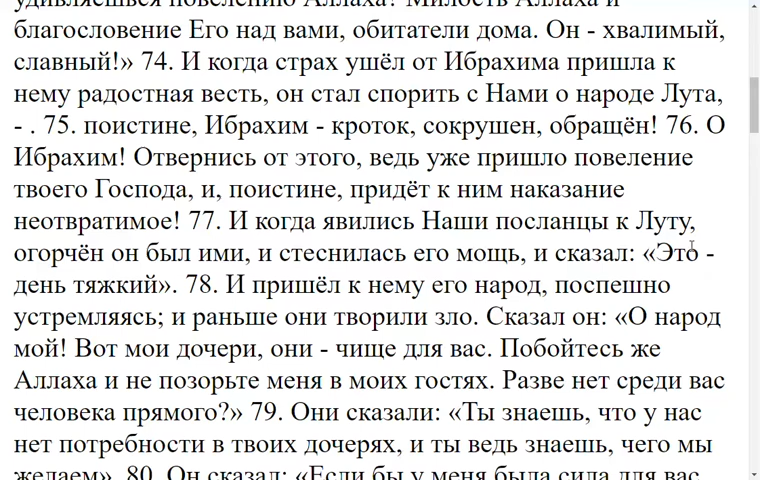 удивляешься повелению Аллаха? Милость Аллаха и
благословение Его над вами, обитатели дома. Он - хвалимый,
славный!» 74. И когда страх ушёл от Ибрахима пришла к
нему радостная весть, он стал спорить с Нами о народе Лута,
- . 75. поистине, Ибрахим - кроток, сокрушен, обращён! 76. О
Ибрахим! Отвернись от этого, ведь уже пришло повеление
твоего Господа, и, поистине, придёт к ним наказание
неотвратимое! 77. И когда явились Наши посланцы к Луту,
огорчён он был ими, и стеснилась его мощь, и сказал: «Это -
день тяжкий». 78. И пришёл к нему его народ, поспешно
устремляясь; и раньше они творили зло. Сказал он: «О народ
мой! Вот мои дочери, они - чище для вас. Побойтесь же
Аллаха и не позорьте меня в моих гостях. Разве нет среди вас
человека прямого?» 79. Они сказали: «Ты знаешь, что у нас
нет потребности в твоих дочерях, и ты ведь знаешь, чего мы
желаем». 80. Он сказал: «Если бы у меня была сила для вас